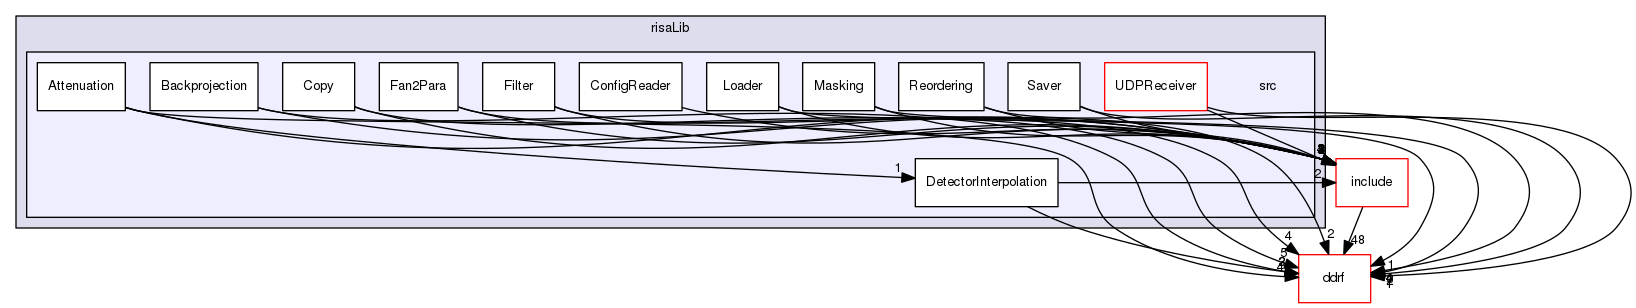 risaLib
Attenuation
Backprojection
Copy
Fan2Para
Filter
ConfigReader
Loader
Masking
Reordering
Saver
UDPReceiver
src
1
DetectorInterpolation
2
include
4
2
48
5
ddrf
1